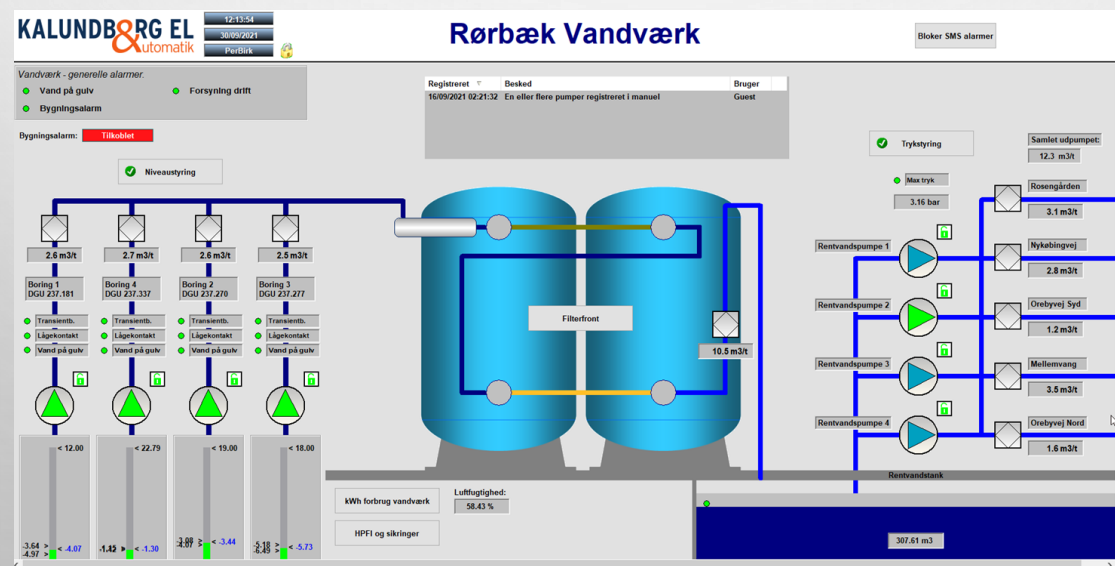 KALUNDBORG EL
Automatik
12:13:54
30/09/2021
PerBirk
Rørbæk Vandværk
Bloker SMS alarmer
Vandværk - generelle alarmer.
Vand på gulv
Forsyning drift
Bygningsalarm
Bygningsalarm:
Tilkoblet
Registreret
Besked
Bruger
16/09/2021 02:21:32
En eller flere pumper registreret i manuel
Guest
Niveaustyring
Trykstyring
Samlet udpumpet:
12.3 m3/t
Max tryk
3.16 bar
Rosengården
3.1 m3/t
2.6 m3/t
2.7 m3/t
2.6 m3/t
2.5 m3/t
Boring 1
DGU 237.181
Boring 4
DGU 237.337
Boring 2
DGU 237.270
Boring 3
DGU 237.277
Transientb.
Transientb.
Transientb.
Transientb.
Lågekontakt
Lågekontakt
Lågekontakt
Lågekontakt
Vand på gulv
Vand på gulv
Vand på gulv
Vand på gulv
Filterfront
10.5 m3/t
Rentvandspumpe 1
Nykøbingvej
2.8 m3/t
Rentvandspumpe 2
Orebyvej Syd
1.2 m3/t
Rentvandspumpe 3
Mellemvang
3.5 m3/t
Rentvandspumpe 4
Orebyvej Nord
1.6 m3/t
< 12.00
< 22.79
< 19.00
< 18.00
-3.64 >
-4.97 >
< -4.07
< -1.30
< -3.44
-5.18 >
-6.49 >
< -5.73
kWh forbrug vandværk
Luftfugtighed:
58.43 %
HPFI og sikringer
Rentvandstank
307.61 m3